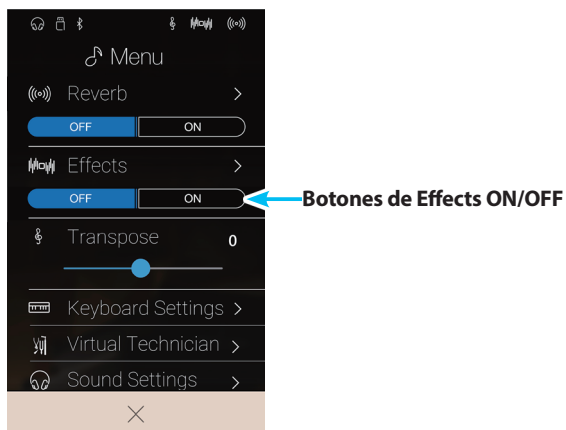 Menu
Reverb
OFF ON
Effects
OFF ON
Botones de Effects ON/OFF
Transpose 0
Keyboard Settings
Virtual Technician
Sound Settings